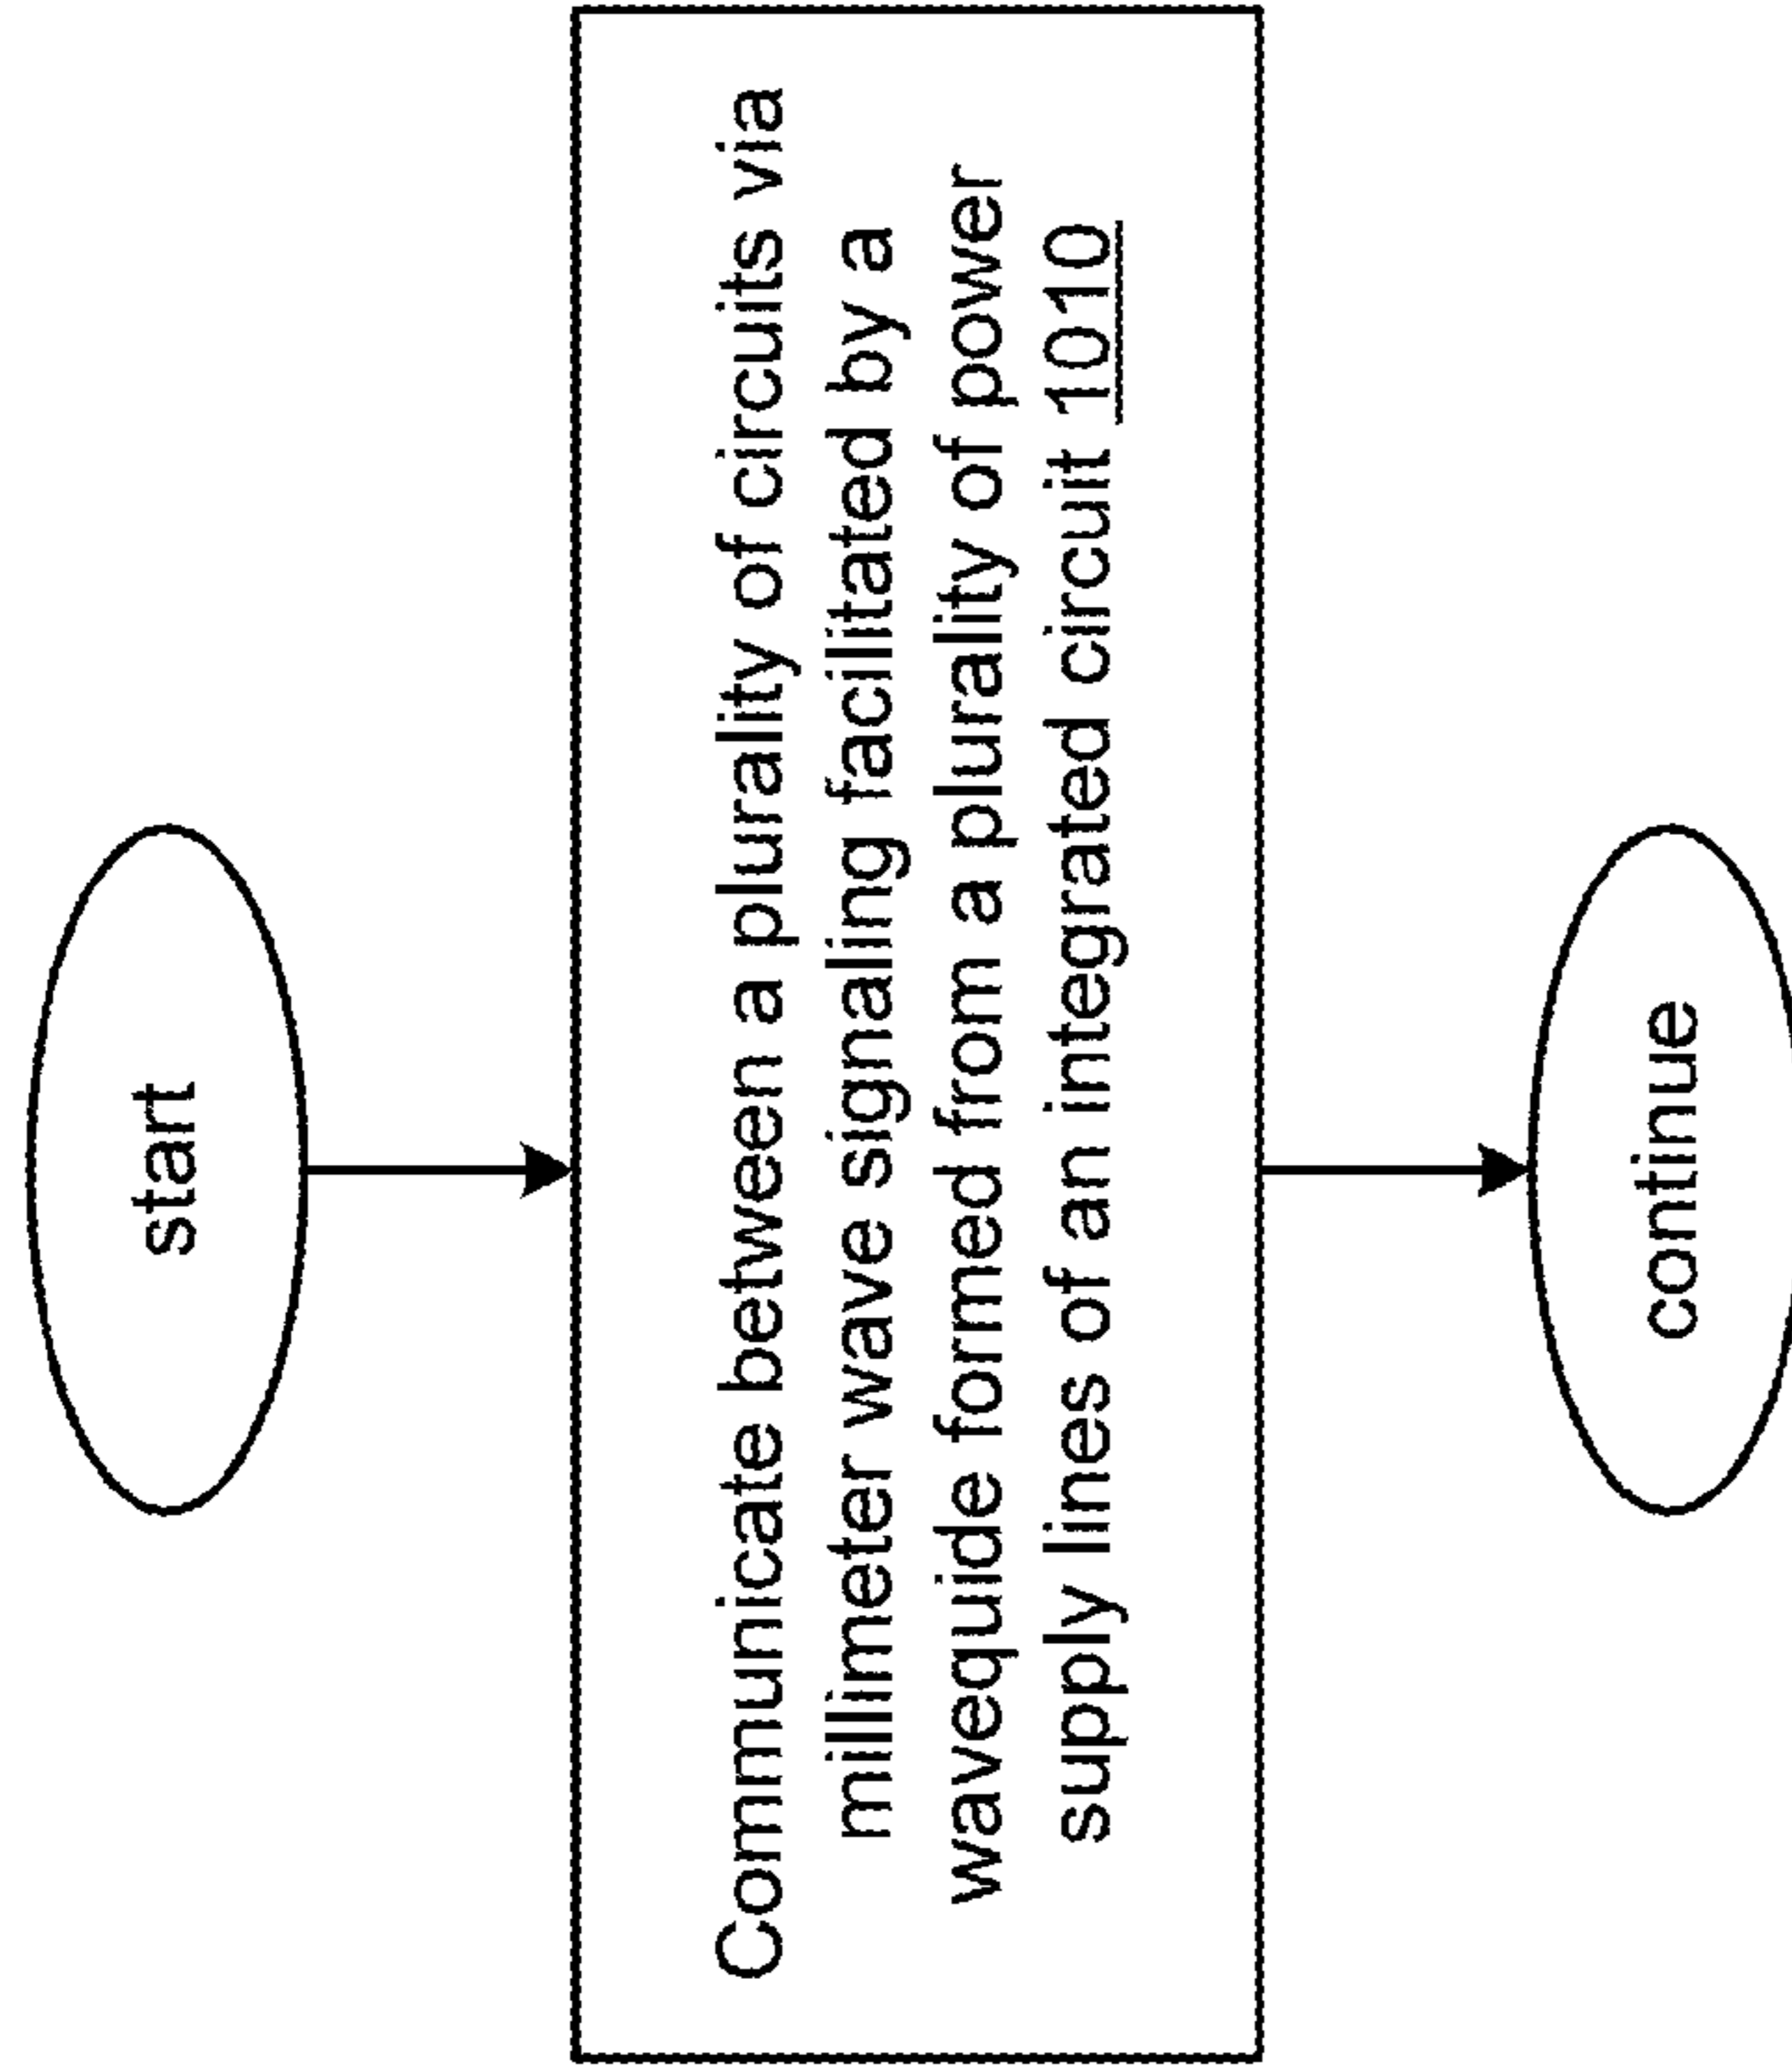 start
Communicate between a plurality of circuits via
millimeter wave signaling facilitated by a
wavequide formed from a plurality of power
supply lines of an integrated circuit 1010
continue